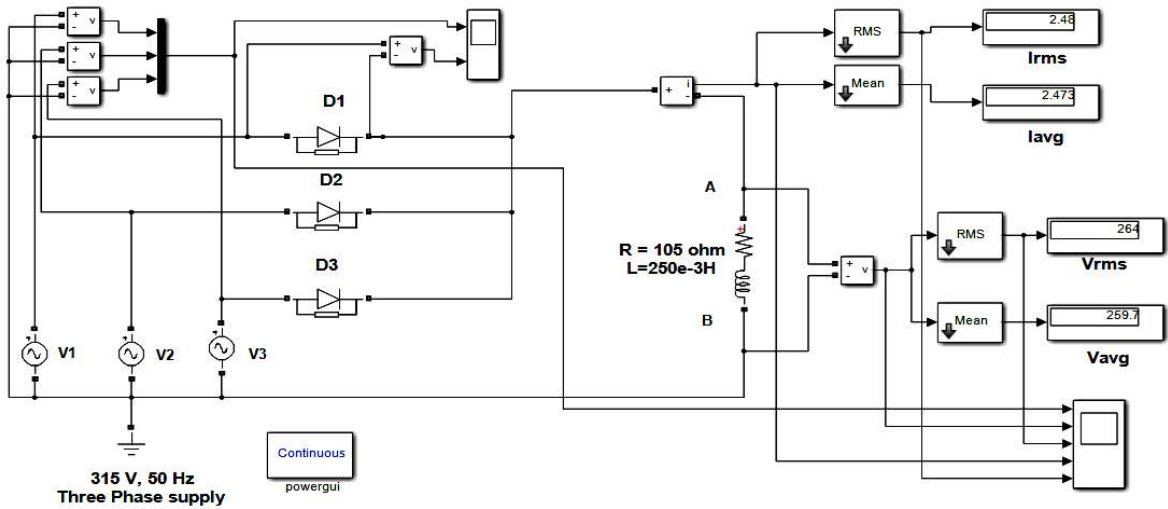 +
-
v
+
-
v
+
-
v
+
-
v
D1
D2
D3
V1
V2
V3
315 V, 50 Hz
Three Phase supply
Continuous
powergui
+
i
-
A
R = 105 ohm
L=250e-3H
B
+
-
v
RMS
2.48
Irms
Mean
2.473
Iavg
RMS
264
Vrms
Mean
259.7
Vavg